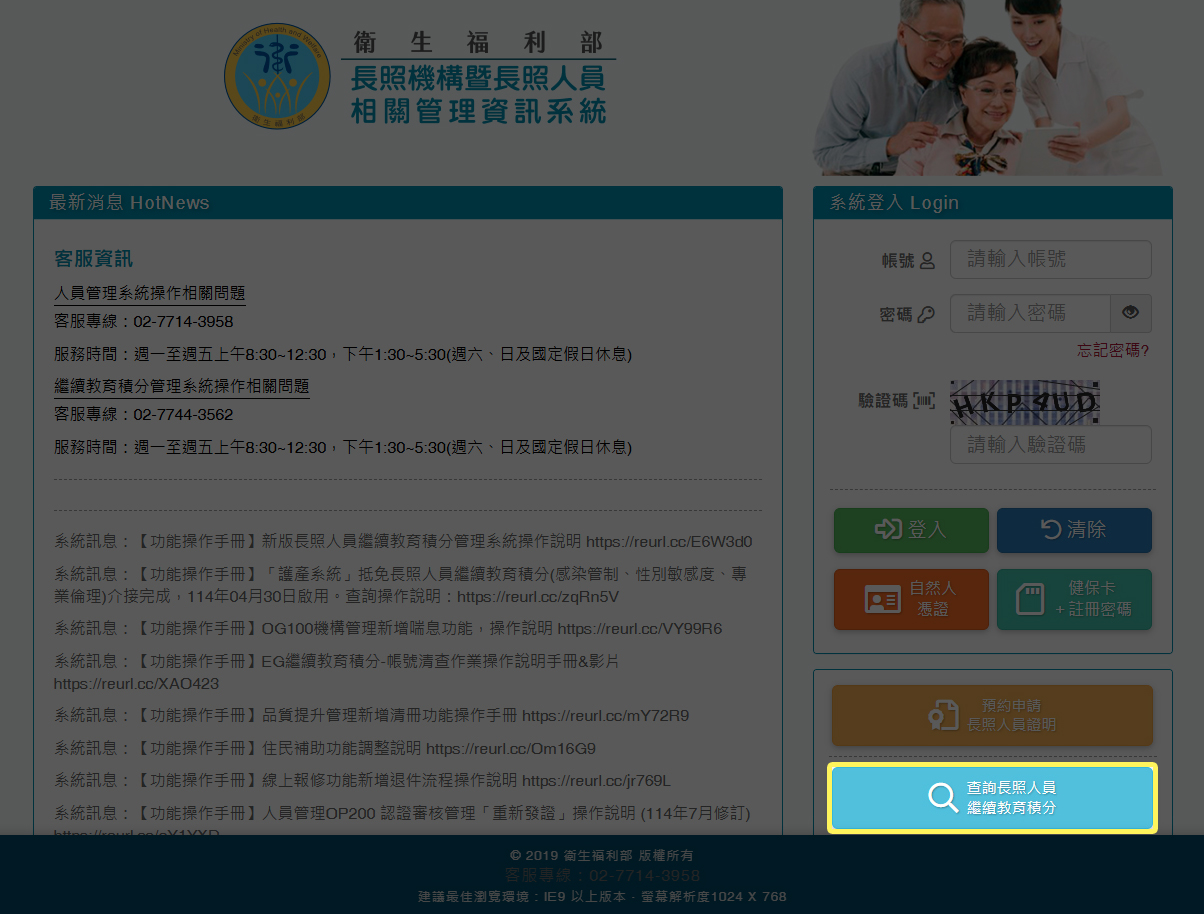 Ministry of Health and Welfare
衛生福利部
衛生福利部
長照機構暨長照人員
相關管理資訊系統
最新消息 HotNews
客服資訊
人員管理系統操作相關問題
客服專線：02-7714-3958
服務時間：週一至週五上午8:30~12:30，下午1:30~5:30(週六、日及國定假日休息)
繼續教育積分管理系統操作相關問題
客服專線：02-7744-3562
服務時間：週一至週五上午8:30~12:30，下午1:30~5:30(週六、日及國定假日休息)
系統訊息：【功能操作手冊】新版長照人員繼續教育積分管理系統操作說明 https://reurl.cc/E6W3d0
系統訊息：【功能操作手冊】「護產系統」抵免長照人員繼續教育積分(感染管制、性別敏感度、專
業倫理)介接完成，114年04月30日啟用。查詢操作說明：https://reurl.cc/zqRn5V
系統訊息：【功能操作手冊】OG100機構管理新增喘息功能，操作說明 https://reurl.cc/VY99R6
系統訊息：【功能操作手冊】EG繼續教育積分-帳號清查作業操作說明手冊&影片
https://reurl.cc/XAO423
系統訊息：【功能操作手冊】品質提升管理新增清冊功能操作手冊 https://reurl.cc/mY72R9
系統訊息：【功能操作手冊】住民補助功能調整說明 https://reurl.cc/Om16G9
系統訊息：【功能操作手冊】線上報修功能新增退件流程操作說明 https://reurl.cc/jr769L
系統訊息：【功能操作手冊】人員管理OP200 認證審核管理「重新發證」操作說明 (114年7月修訂)
系統登入 Login
帳號
請輸入帳號
密碼
請輸入密碼
忘記密碼?
驗證碼
HKP4UD
請輸入驗證碼
登入
清除
自然人
憑證
健保卡
+註冊密碼
預約申請
長照人員證明
查詢長照人員
繼續教育積分
© 2019 衛生福利部 版權所有
客服專線：02-7714-3958
建議最佳瀏覽環境：IE9 以上版本 - 螢幕解析度1024 X 768